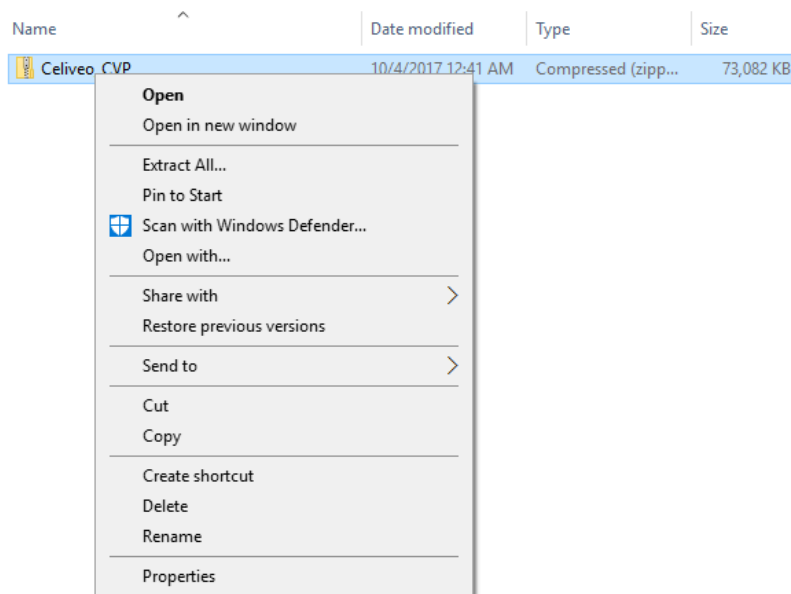 Name Date modified Type Size
Celiveo_CVP 10/4/2017 12:41 AM Compressed (zipp... 73,082 KB
Open
Open in new window
Extract All...
Pin to Start
Scan with Windows Defender...
Open with...
Share with
Restore previous versions
Send to
Cut
Copy
Create shortcut
Delete
Rename
Properties